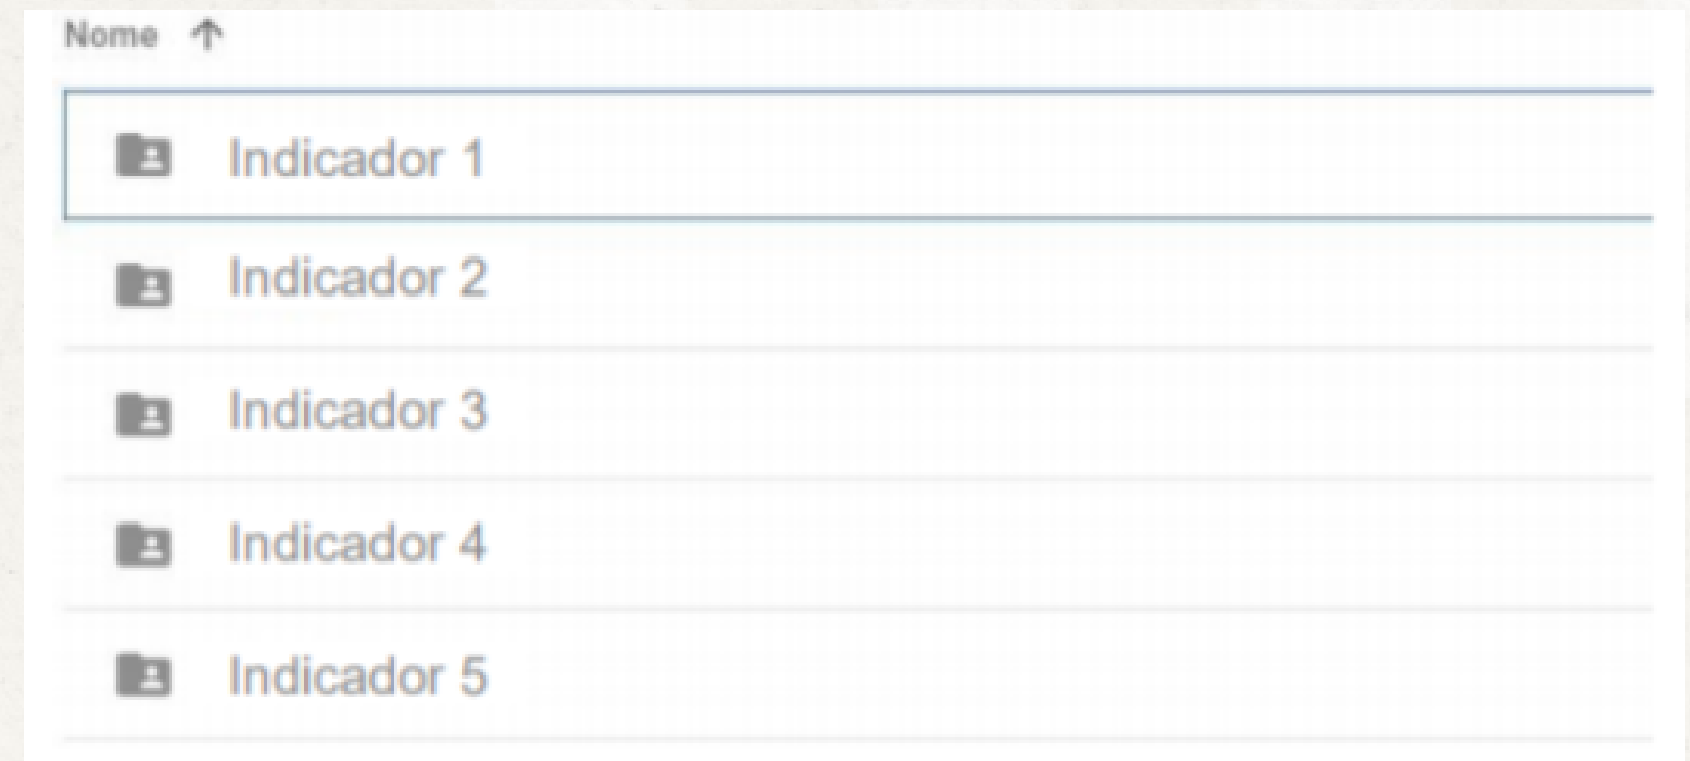 Nome ↑
Indicador 1
Indicador 2
Indicador 3
Indicador 4
Indicador 5